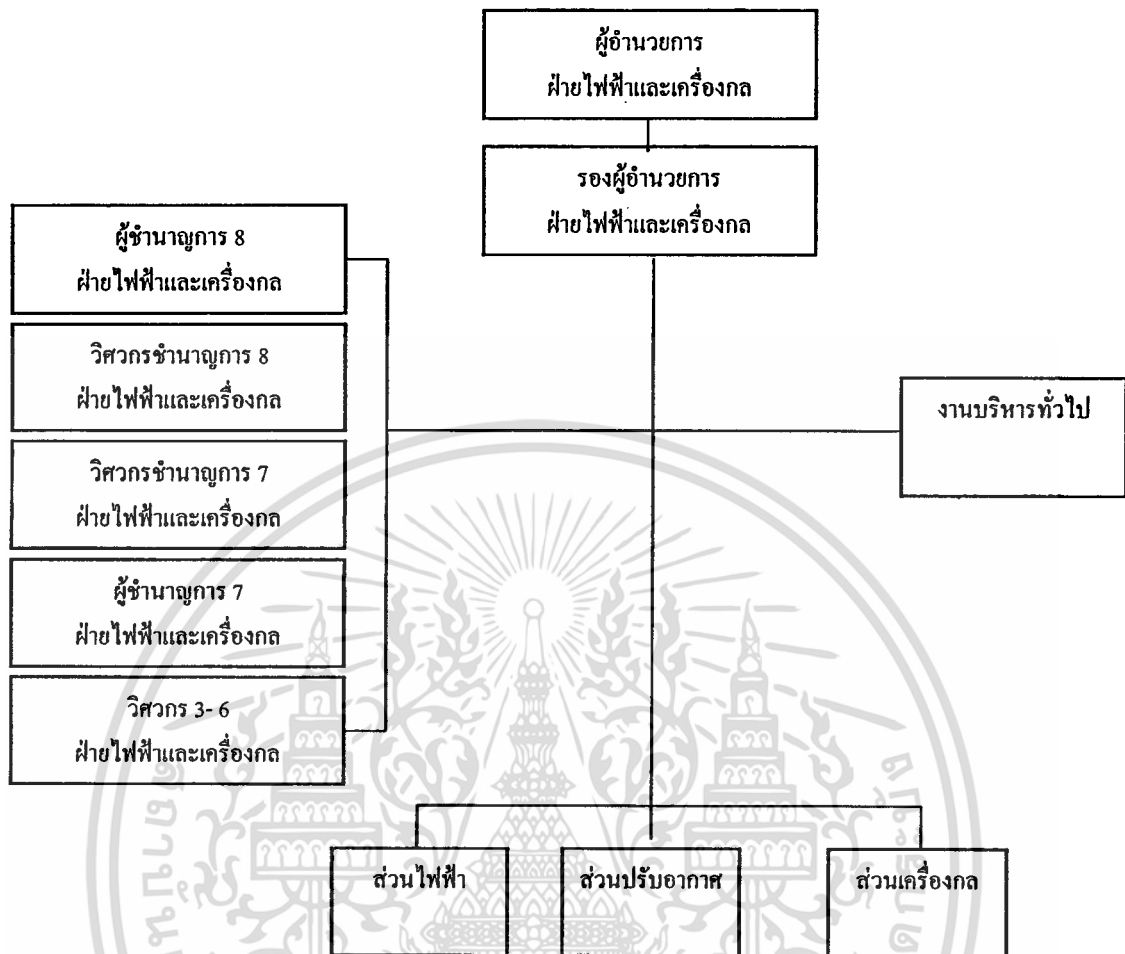 ผู้อำนวยการ
ฝ่ายไฟฟ้าและเครื่องกล
รองผู้อำนวยการ
ฝ่ายไฟฟ้าและเครื่องกล
ผู้ชำนาญการ 8
ฝ่ายไฟฟ้าและเครื่องกล
วิศวกรชำนาญการ 8
ฝ่ายไฟฟ้าและเครื่องกล
วิศวกรชำนาญการ 7
ฝ่ายไฟฟ้าและเครื่องกล
ผู้ชำนาญการ 7
ฝ่ายไฟฟ้าและเครื่องกล
วิศวกร 3- 6
ฝ่ายไฟฟ้าและเครื่องกล
งานบริหารทั่วไป
ส่วนไฟฟ้า
ส่วนปรับอากาศ
ส่วนเครื่องกล